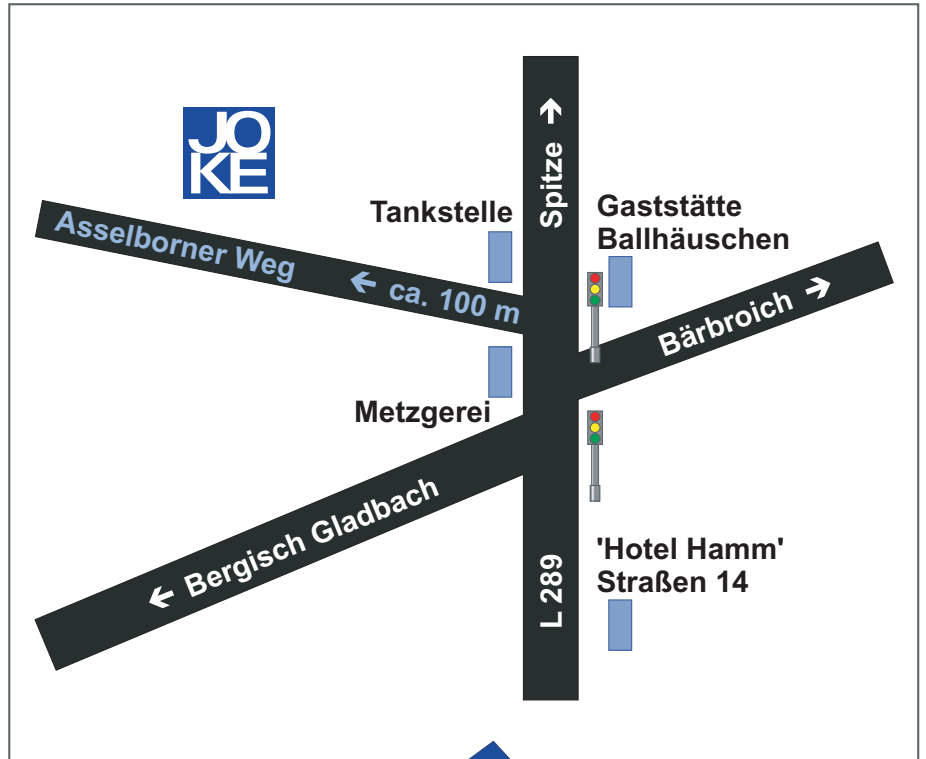 JO
KE
Spitze →
Gaststätte
Ballhäuschen
Tankstelle
Asselborner Weg ← ca. 100 m
Bärbroich →
Metzgerei
← Bergisch Gladbach
L 289
'Hotel Hamm'
Straßen 14